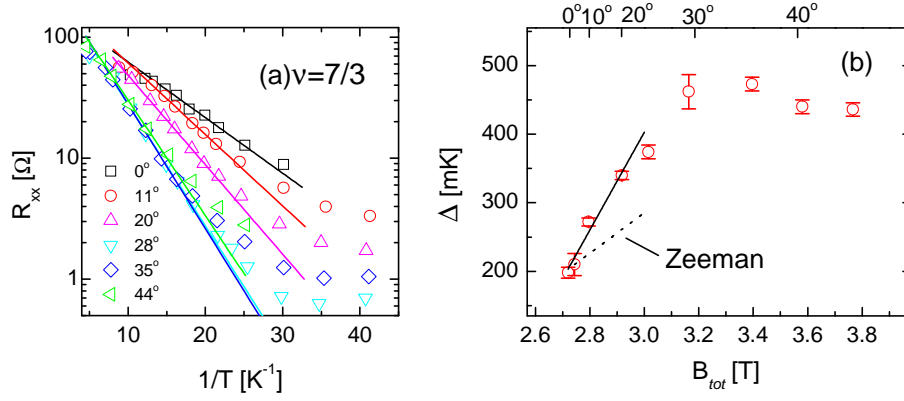 (a) ν=7/3
100
10
1
R_xx [Ω]
0°
11°
20°
28°
35°
44°
10 20 30 40
1/T [K⁻¹]
0° 10° 20° 30° 40°
(b)
500
400
300
200
Δ [mK]
Zeeman
2.6 2.8 3.0 3.2 3.4 3.6 3.8
B_tot [T]